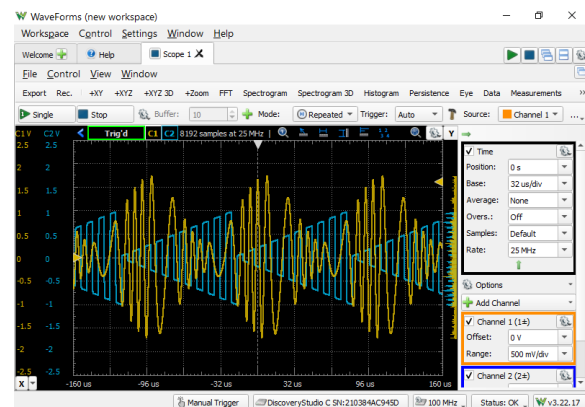 WaveForms (new workspace)
Workspace Control Settings Window Help
Welcome Help Scope 1
File Control View Window
Export Rec. +XY +XYZ +XYZ 3D +Zoom FFT Spectrogram Spectrogram 3D Histogram Persistence Eye Data Measurements
Single Stop Buffer: 10 Mode: Repeated Trigger: Auto Source: Channel 1 ...
C1 V C2 V Trig'd C1 C2 8192 samples at 25 MHz Y
2.5 2.5
2 2
1.5 1.5
1 1
0.5 0.5
0 0
-0.5 -0.5
-1 -1
-1.5 -1.5
-2 -2
-2.5 -2.5
X -160 us -96 us -32 us 32 us 96 us 160 us
Time
Position: 0 s
Base: 32 us/div
Average: None
Overs.: Off
Samples: Default
Rate: 25 MHz
Options
Add Channel
Channel 1 (1±)
Offset: 0 V
Range: 500 mV/div
Channel 2 (2±)
Manual Trigger DiscoveryStudio C SN:210384AC945D 100 MHz Status: OK v3.22.17